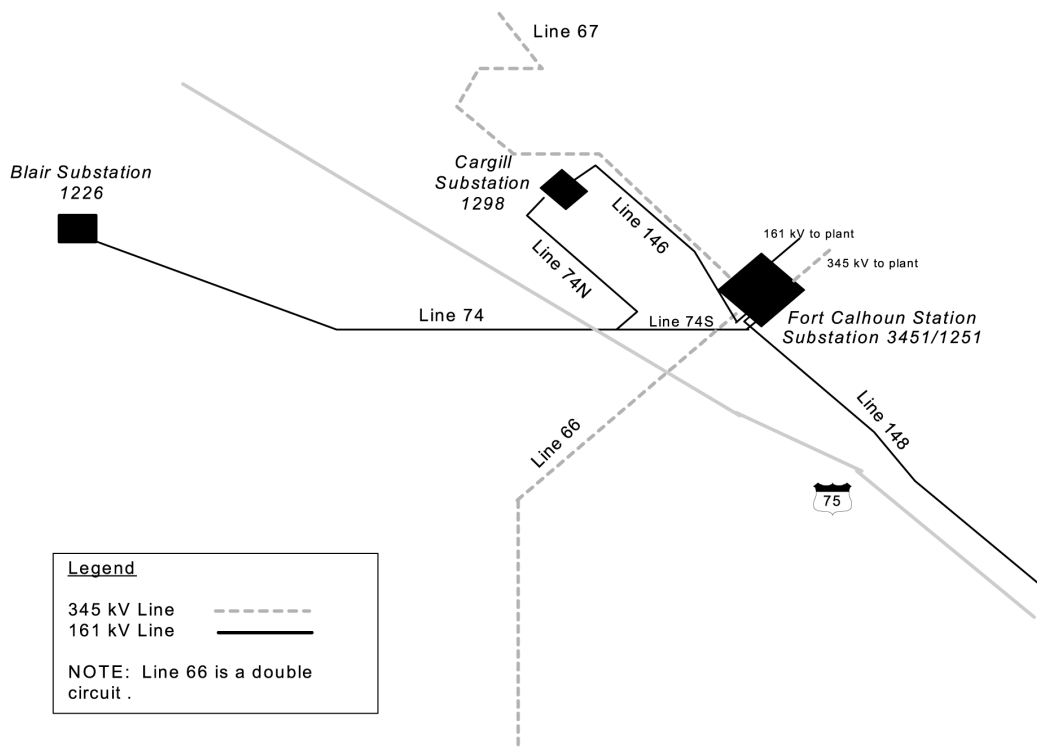 Line 67
Blair Substation
1226
Cargill
Substation
1298
Line 146
161 kV to plant
345 kV to plant
Line 74N
Line 74
Line 74S
Fort Calhoun Station
Substation 3451/1251
Line 66
Line 148
75
Legend
345 kV Line
161 kV Line
NOTE: Line 66 is a double
circuit .